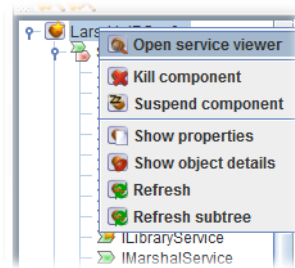 Open service viewer
Kill component
Suspend component
Show properties
Show object details
Refresh
Refresh subtree
ILibraryService
IMarshalService